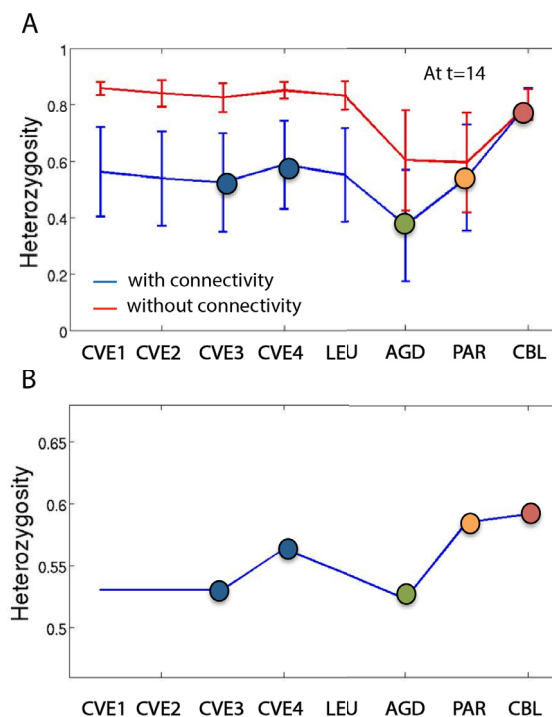 A
1
At t=14
0.8
0.6
0.4
0.2
0
Heterozygosity
with connectivity
without connectivity
CVE1 CVE2 CVE3 CVE4 LEU AGD PAR CBL
B
0.65
0.6
0.55
0.5
Heterozygosity
CVE1 CVE2 CVE3 CVE4 LEU AGD PAR CBL